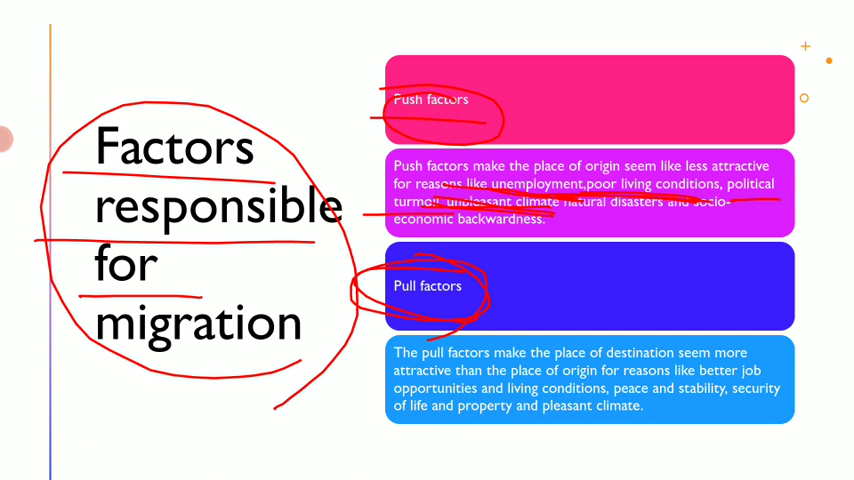 Factors
responsible
for
migration
Push factors
Push factors make the place of origin seem like less attractive
for reasons like unemployment,poor living conditions, political
turmoil, unpleasant climate natural disasters and socio-
economic backwardness.
Pull factors
The pull factors make the place of destination seem more
attractive than the place of origin for reasons like better job
opportunities and living conditions, peace and stability, security
of life and property and pleasant climate.